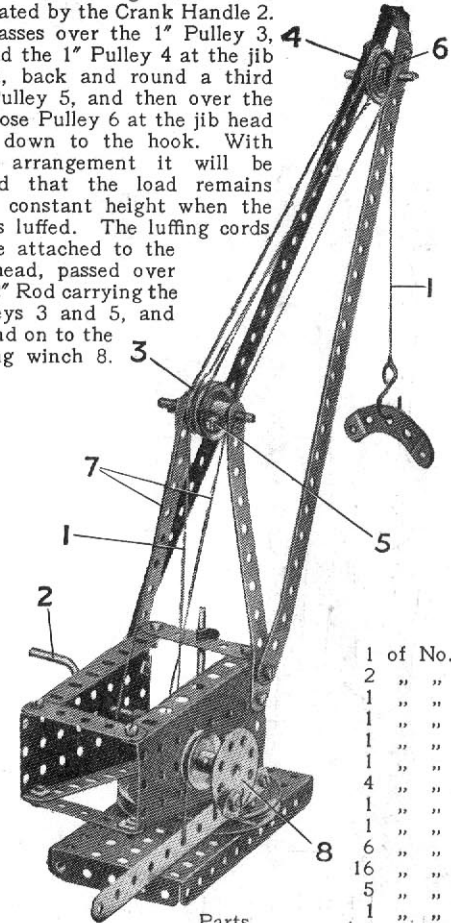 ated by the Crank Handle 2.
asses over the 1″ Pulley 3,
d the 1″ Pulley 4 at the jib
, back and round a third
ulley 5, and then over the
ose Pulley 6 at the jib head
down to the hook. With
arrangement it will be
d that the load remains
constant height when the
s luffed. The luffing cords
e attached to the
head, passed over
″ Rod carrying the
eys 3 and 5, and
nd on to the
g winch 8.
4
6
1
3
7
1
5
2
8
1 of No.
2 „ „
1 „ „
1 „ „
1 „ „
1 „ „
4 „ „
1 „ „
1 „ „
6 „ „
16 „ „
5 „ „
1 „ „
Parts